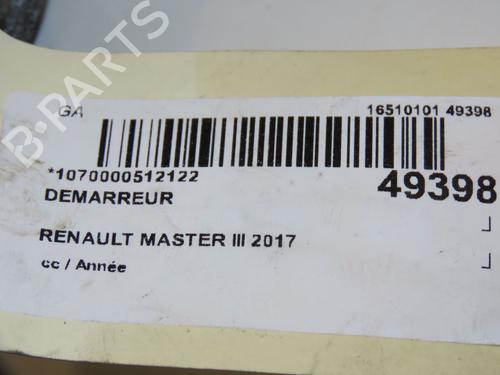 B-PARTS
GA
16510101 49398
*1070000512122
49398
DEMARREUR
RENAULT MASTER III 2017
cc / Année